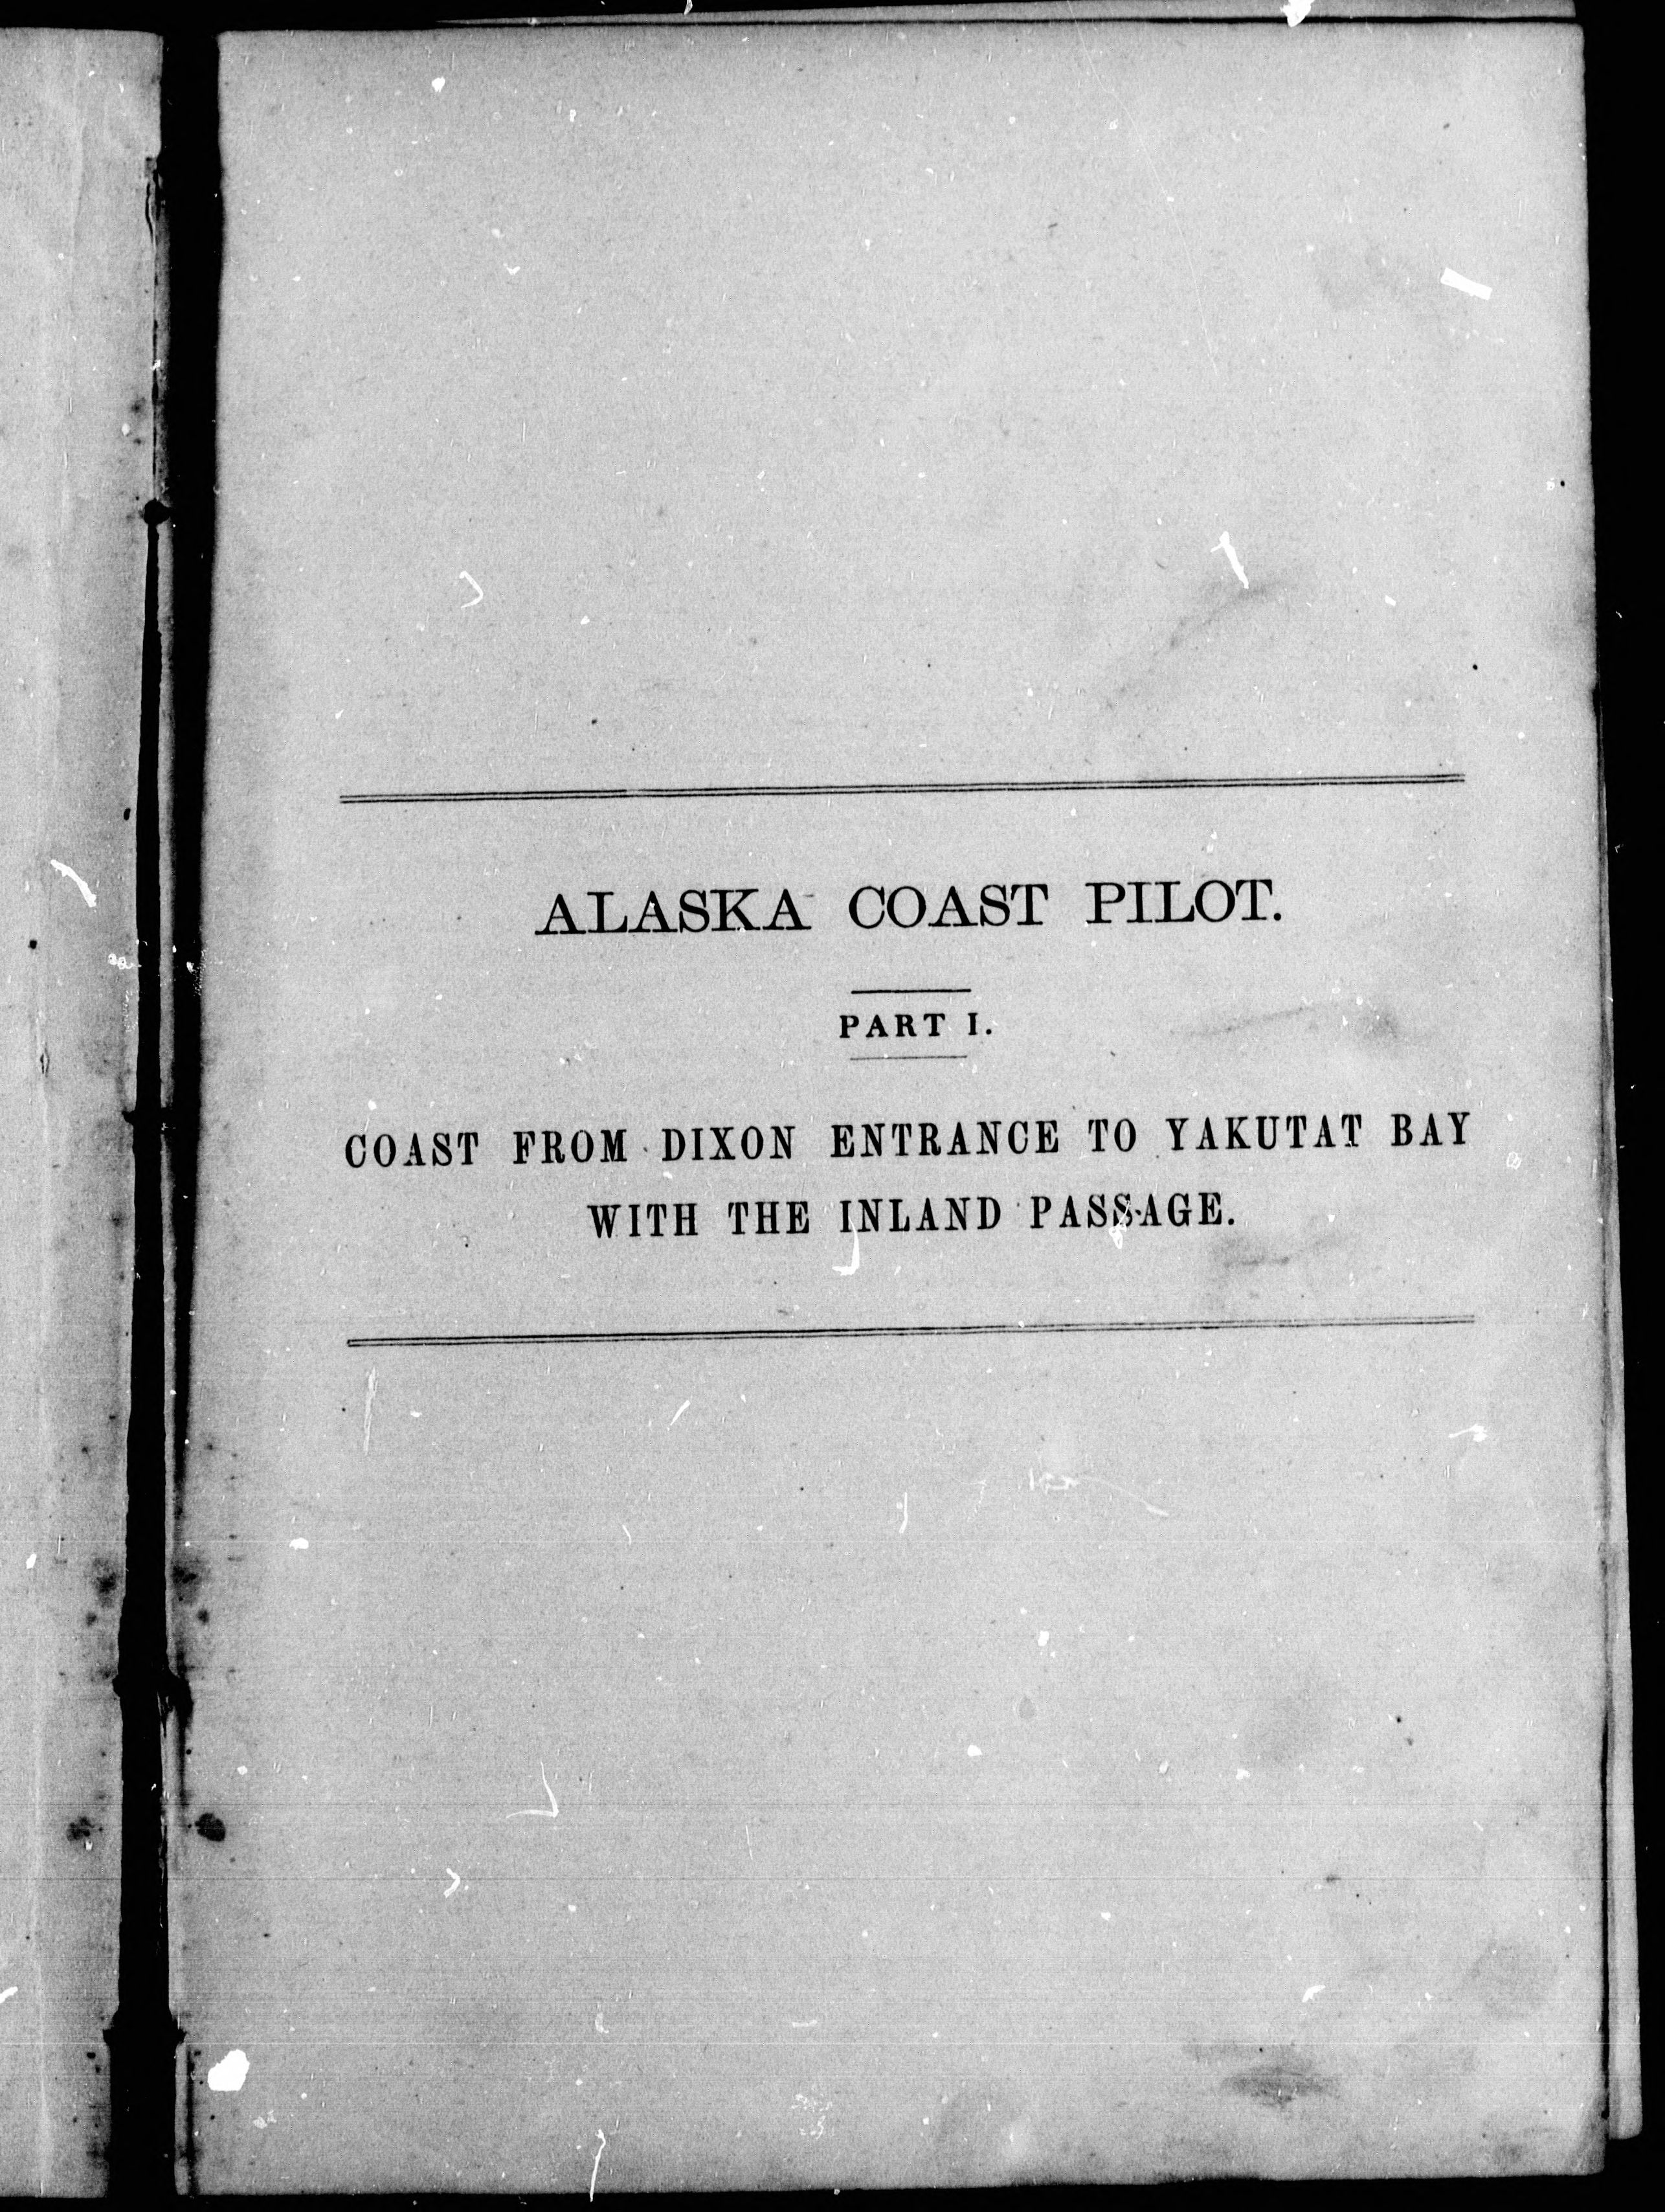 ALASKA COAST PILOT.
PART I.
COAST FROM DIXON ENTRANCE TO YAKUTAT BAY
WITH THE INLAND PASSAGE.